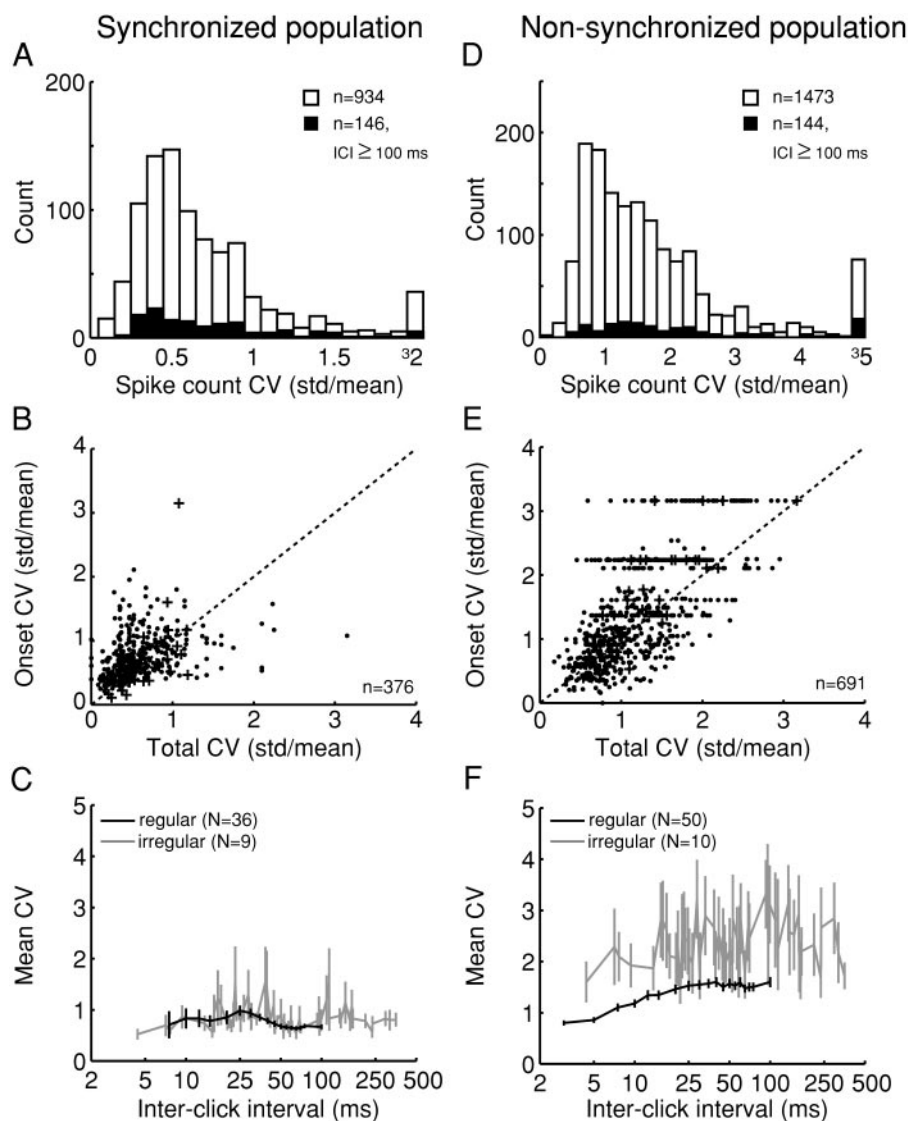 Synchronized population
Non-synchronized population
A
200
100
0
Count
n=934
n=146,
ICI ≥ 100 ms
0
0.5
1
1.5
³2
Spike count CV (std/mean)
D
200
100
0
Count
n=1473
n=144,
ICI ≥ 100 ms
0
1
2
3
4
³5
Spike count CV (std/mean)
B
4
3
2
1
0
Onset CV (std/mean)
n=376
0
1
2
3
4
Total CV (std/mean)
E
4
3
2
1
0
Onset CV (std/mean)
n=691
0
1
2
3
4
Total CV (std/mean)
C
5
4
3
2
1
0
Mean CV
regular (N=36)
irregular (N=9)
2
5
10
25
50
100
250
500
Inter-click interval (ms)
F
5
4
3
2
1
0
Mean CV
regular (N=50)
irregular (N=10)
2
5
10
25
50
100
250
500
Inter-click interval (ms)